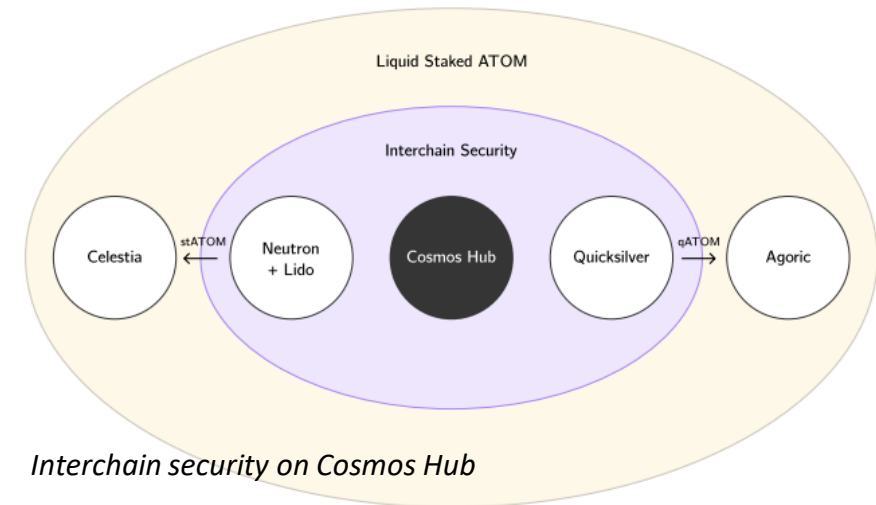 Liquid Staked ATOM
Interchain Security
Celestia
stATOM
Neutron
+ Lido
Cosmos Hub
Quicksilver
qATOM
Agoric
Interchain security on Cosmos Hub